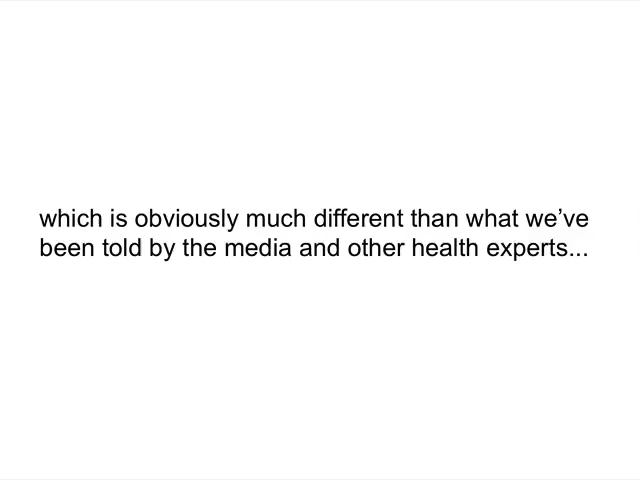 which is obviously much different than what we’ve
been told by the media and other health experts...